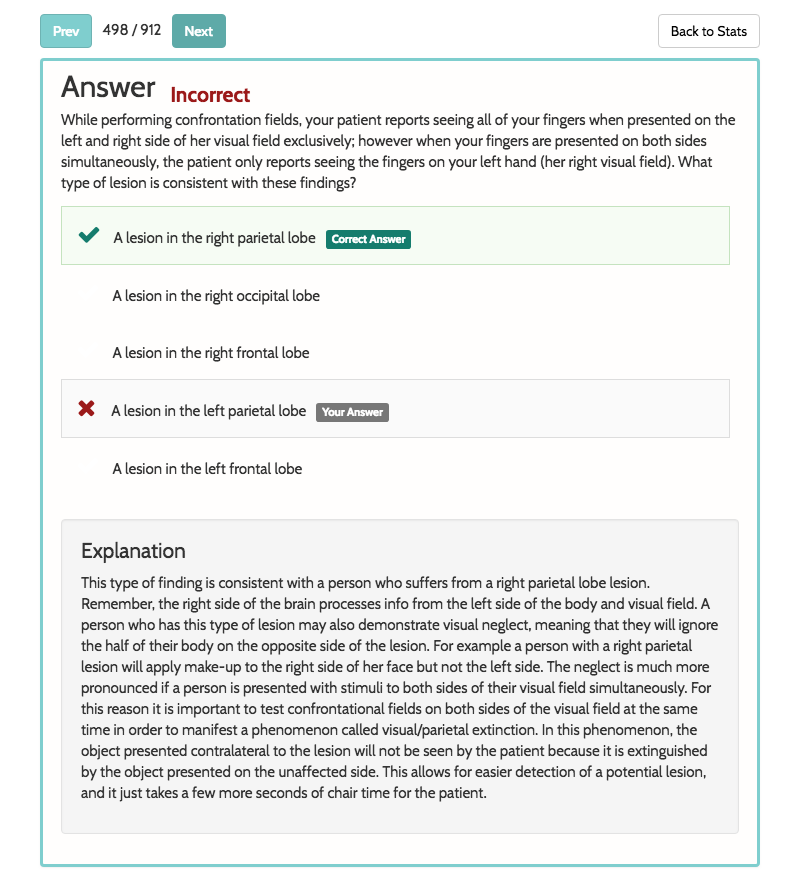 Prev 498 / 912 Next Back to Stats
Answer Incorrect
While performing confrontation fields, your patient reports seeing all of your fingers when presented on the
left and right side of her visual field exclusively; however when your fingers are presented on both sides
simultaneously, the patient only reports seeing the fingers on your left hand (her right visual field). What
type of lesion is consistent with these findings?
A lesion in the right parietal lobe Correct Answer
A lesion in the right occipital lobe
A lesion in the right frontal lobe
A lesion in the left parietal lobe Your Answer
A lesion in the left frontal lobe
Explanation
This type of finding is consistent with a person who suffers from a right parietal lobe lesion.
Remember, the right side of the brain processes info from the left side of the body and visual field. A
person who has this type of lesion may also demonstrate visual neglect, meaning that they will ignore
the half of their body on the opposite side of the lesion. For example a person with a right parietal
lesion will apply make-up to the right side of her face but not the left side. The neglect is much more
pronounced if a person is presented with stimuli to both sides of their visual field simultaneously. For
this reason it is important to test confrontational fields on both sides of the visual field at the same
time in order to manifest a phenomenon called visual/parietal extinction. In this phenomenon, the
object presented contralateral to the lesion will not be seen by the patient because it is extinguished
by the object presented on the unaffected side. This allows for easier detection of a potential lesion,
and it just takes a few more seconds of chair time for the patient.